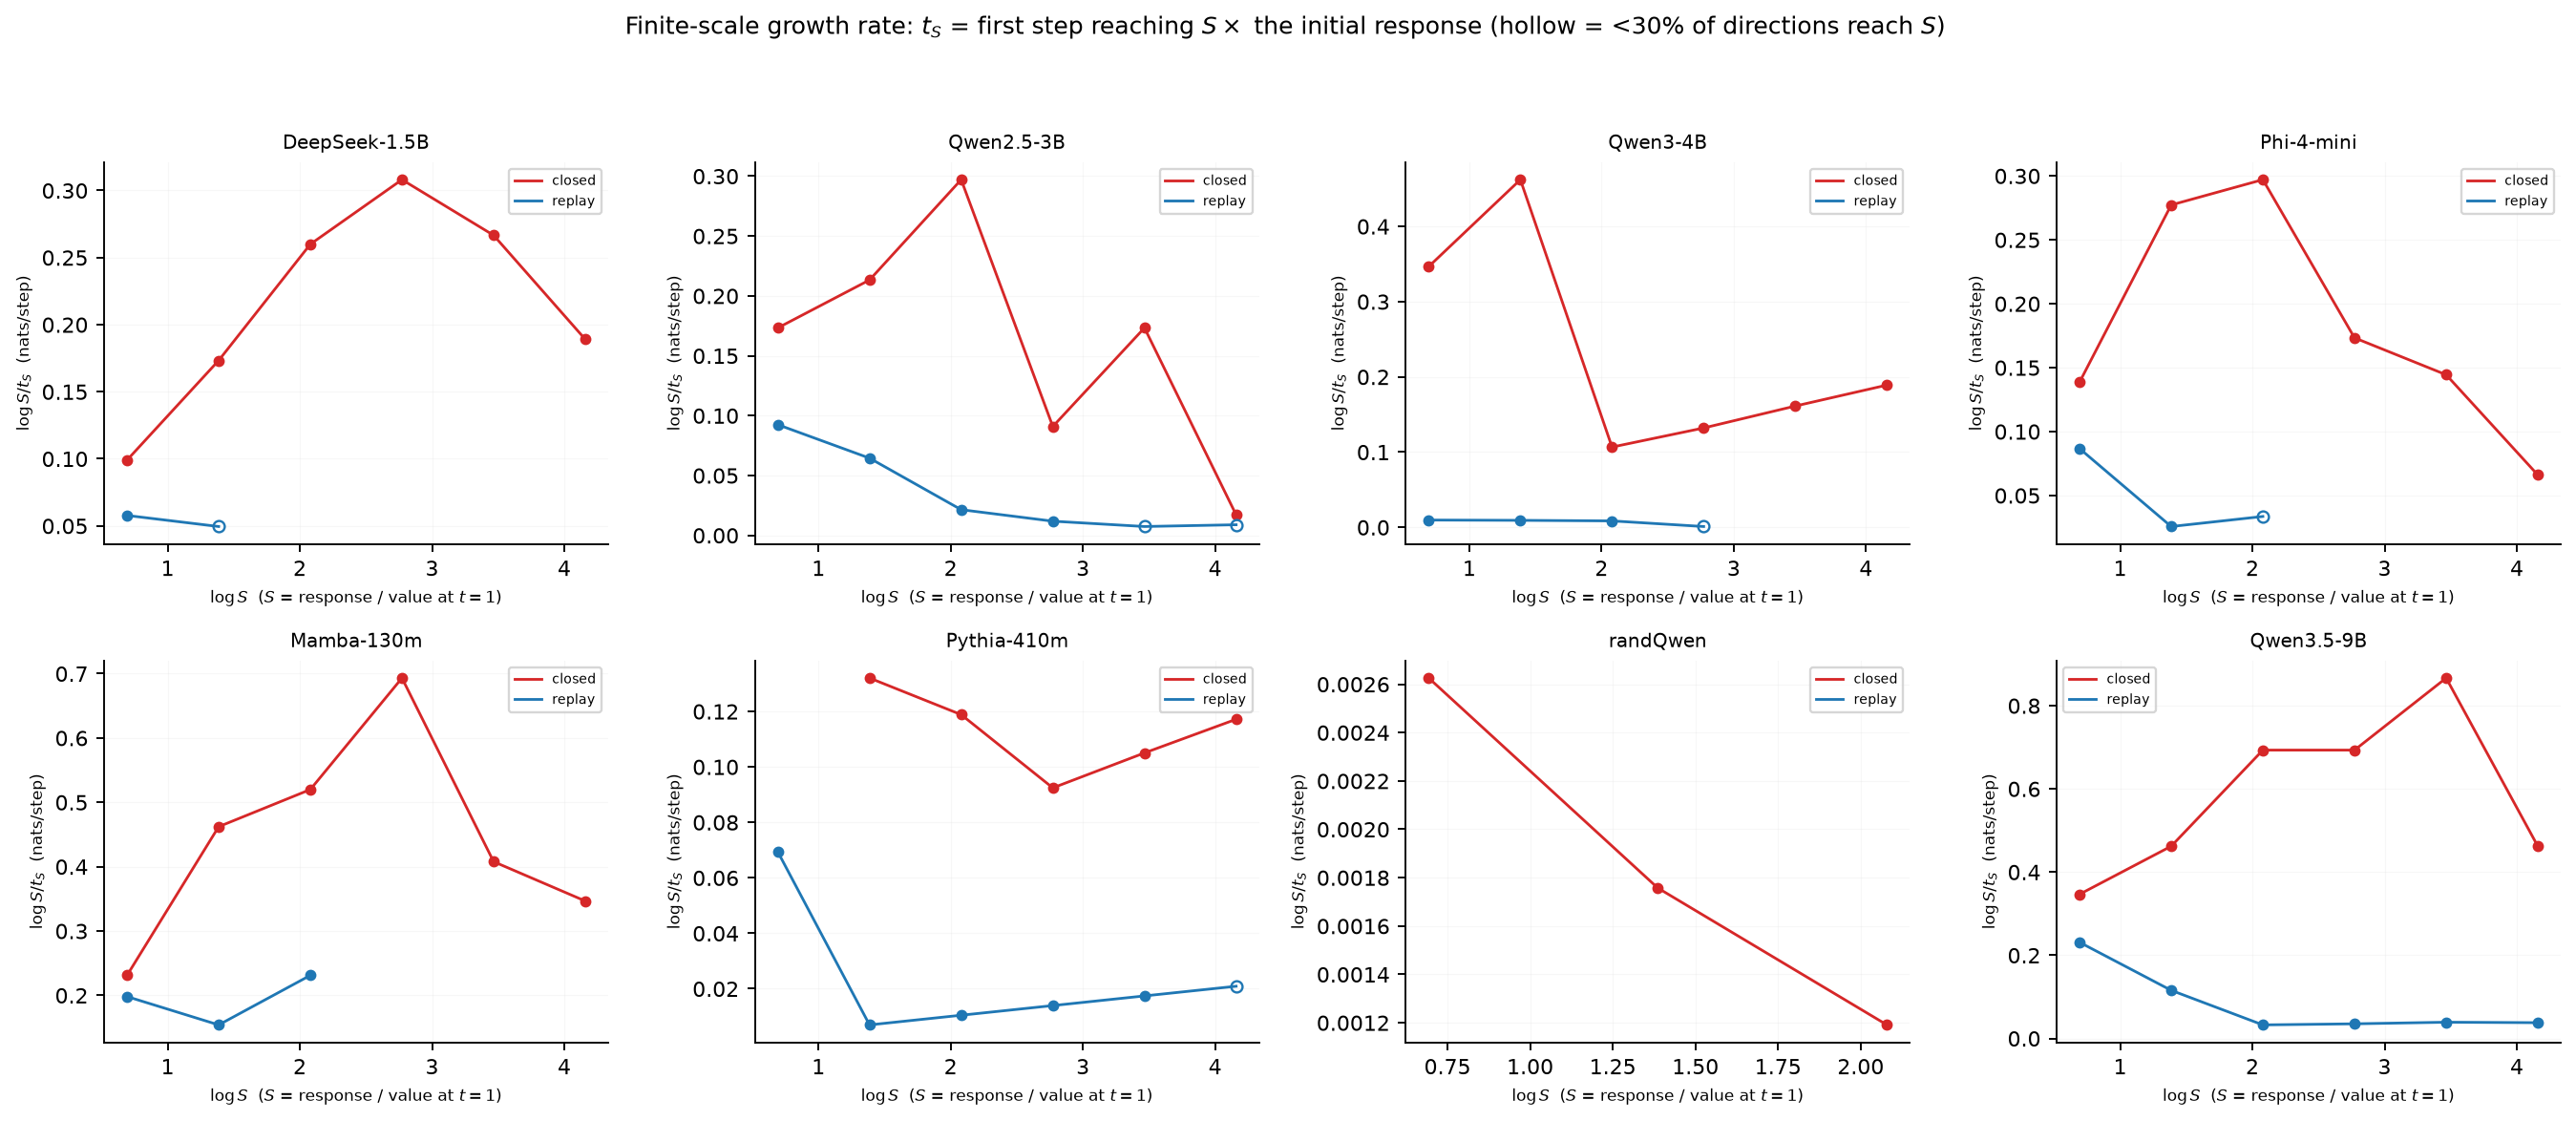 Finite-scale growth rate: t_S = first step reaching S × the initial response (hollow = <30% of directions reach S)
DeepSeek-1.5B
closed
replay
0.30
0.25
0.20
0.15
0.10
0.05
log S/t_S (nats/step)
1 2 3 4
log S (S = response / value at t = 1)
Qwen2.5-3B
closed
replay
0.30
0.25
0.20
0.15
0.10
0.05
0.00
log S/t_S (nats/step)
1 2 3 4
log S (S = response / value at t = 1)
Qwen3-4B
closed
replay
0.4
0.3
0.2
0.1
0.0
log S/t_S (nats/step)
1 2 3 4
log S (S = response / value at t = 1)
Phi-4-mini
closed
replay
0.30
0.25
0.20
0.15
0.10
0.05
log S/t_S (nats/step)
1 2 3 4
log S (S = response / value at t = 1)
Mamba-130m
closed
replay
0.7
0.6
0.5
0.4
0.3
0.2
log S/t_S (nats/step)
1 2 3 4
log S (S = response / value at t = 1)
Pythia-410m
closed
replay
0.12
0.10
0.08
0.06
0.04
0.02
log S/t_S (nats/step)
1 2 3 4
log S (S = response / value at t = 1)
randQwen
closed
replay
0.0026
0.0024
0.0022
0.0020
0.0018
0.0016
0.0014
0.0012
log S/t_S (nats/step)
0.75 1.00 1.25 1.50 1.75 2.00
log S (S = response / value at t = 1)
Qwen3.5-9B
closed
replay
0.8
0.6
0.4
0.2
0.0
log S/t_S (nats/step)
1 2 3 4
log S (S = response / value at t = 1)